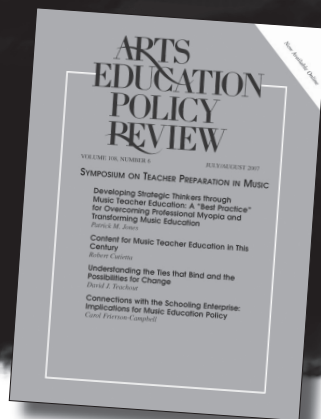 Now Available Online
ARTS
EDUCATION
POLICY
REVIEW
VOLUME 108, NUMBER 6
JULY/AUGUST 2007
SYMPOSIUM ON TEACHER PREPARATION IN MUSIC
Developing Strategic Thinkers through
Music Teacher Education: A "Best Practice"
for Overcoming Professional Myopia and
Transforming Music Education
Patrick M. Jones
Content for Music Teacher Education in This
Century
Robert Cutietta
Understanding the Ties that Bind and the
Possibilities for Change
David J. Teachout
Connections with the Schooling Enterprise:
Implications for Music Education Policy
Carol Frierson-Campbell